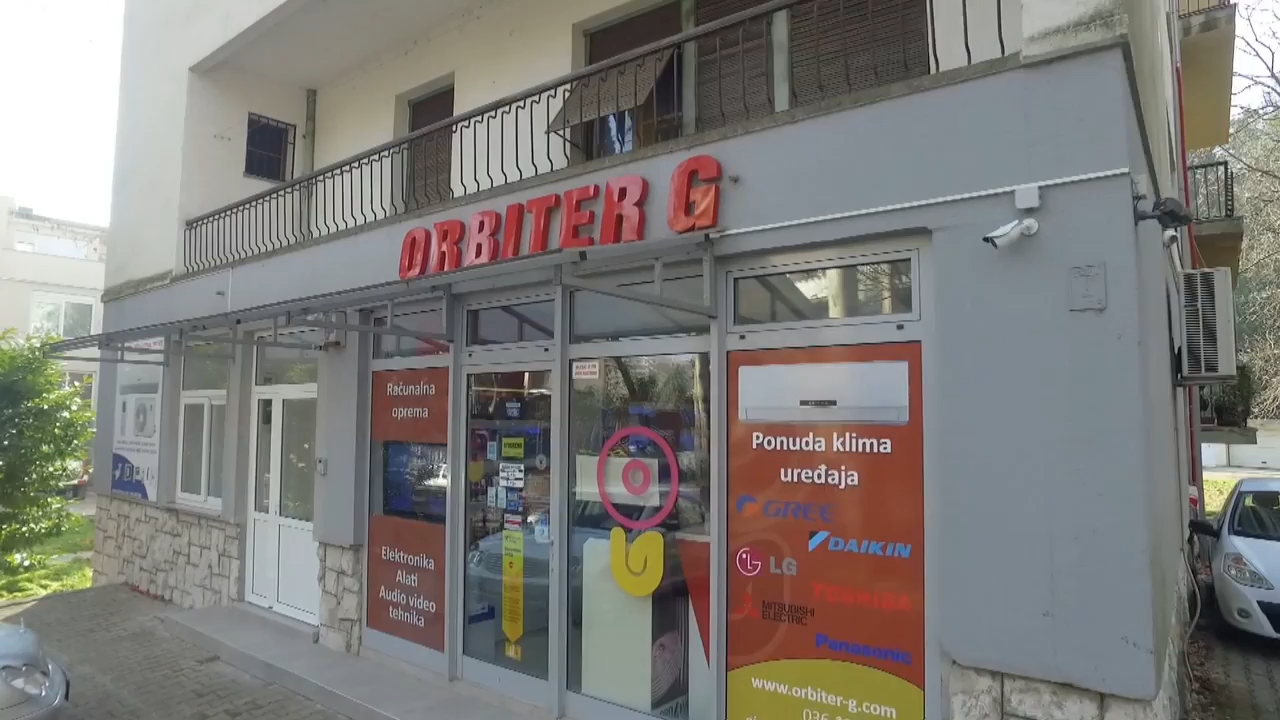 ORBITER G
Računalna
oprema
Elektronika
Alati
Audio video
tehnika
Ponuda klima
uređaja
GREE
DAIKIN
LG
TOSHIBA
MITSUBISHI
ELECTRIC
Panasonic
www.orbiter-g.com
036